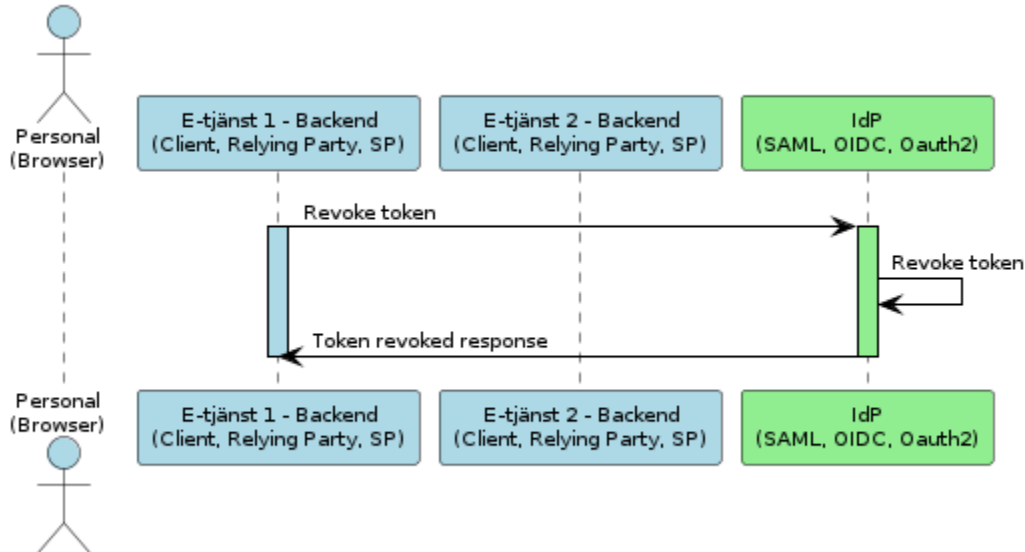 Personal
(Browser)
E-tjänst 1 - Backend
(Client, Relying Party, SP)
E-tjänst 2 - Backend
(Client, Relying Party, SP)
IdP
(SAML, OIDC, Oauth2)
Revoke token
Revoke token
Token revoked response
Personal
(Browser)
E-tjänst 1 - Backend
(Client, Relying Party, SP)
E-tjänst 2 - Backend
(Client, Relying Party, SP)
IdP
(SAML, OIDC, Oauth2)